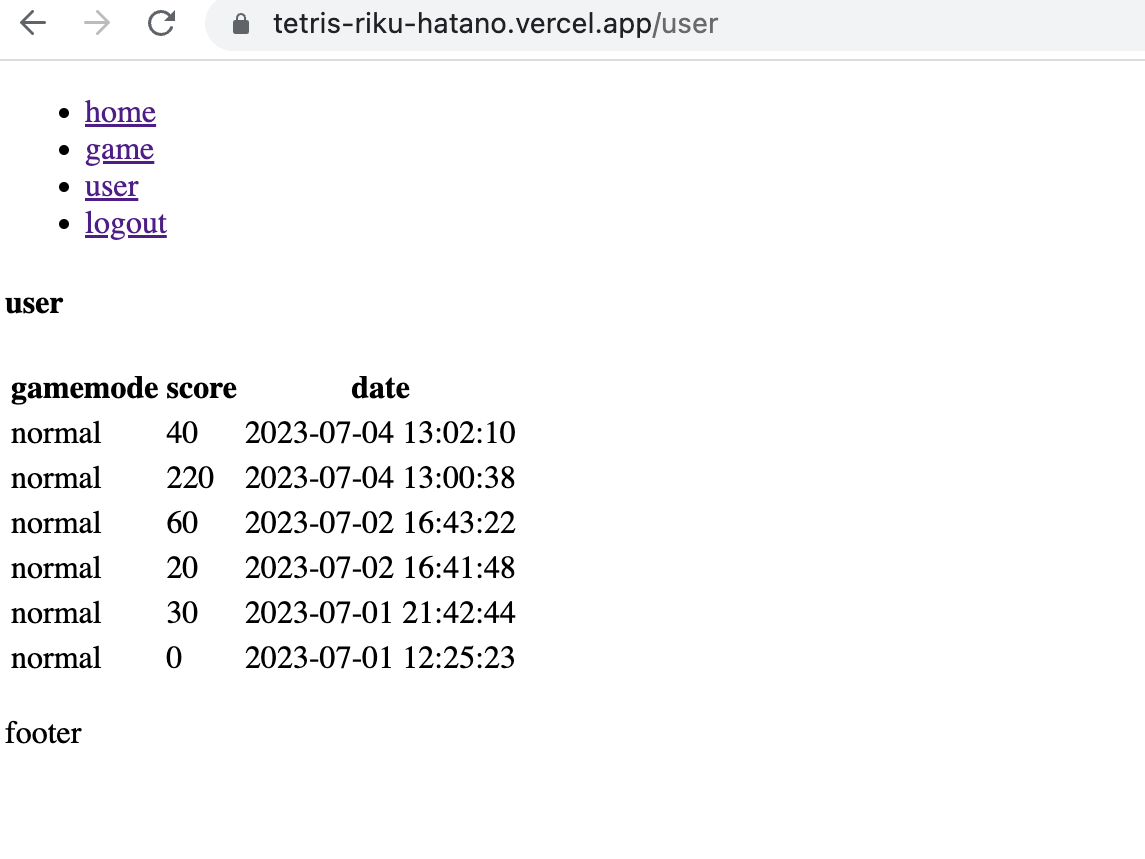 tetris-riku-hatano.vercel.app/user
home
game
user
logout
user
gamemode score date
normal 40 2023-07-04 13:02:10
normal 220 2023-07-04 13:00:38
normal 60 2023-07-02 16:43:22
normal 20 2023-07-02 16:41:48
normal 30 2023-07-01 21:42:44
normal 0 2023-07-01 12:25:23
footer